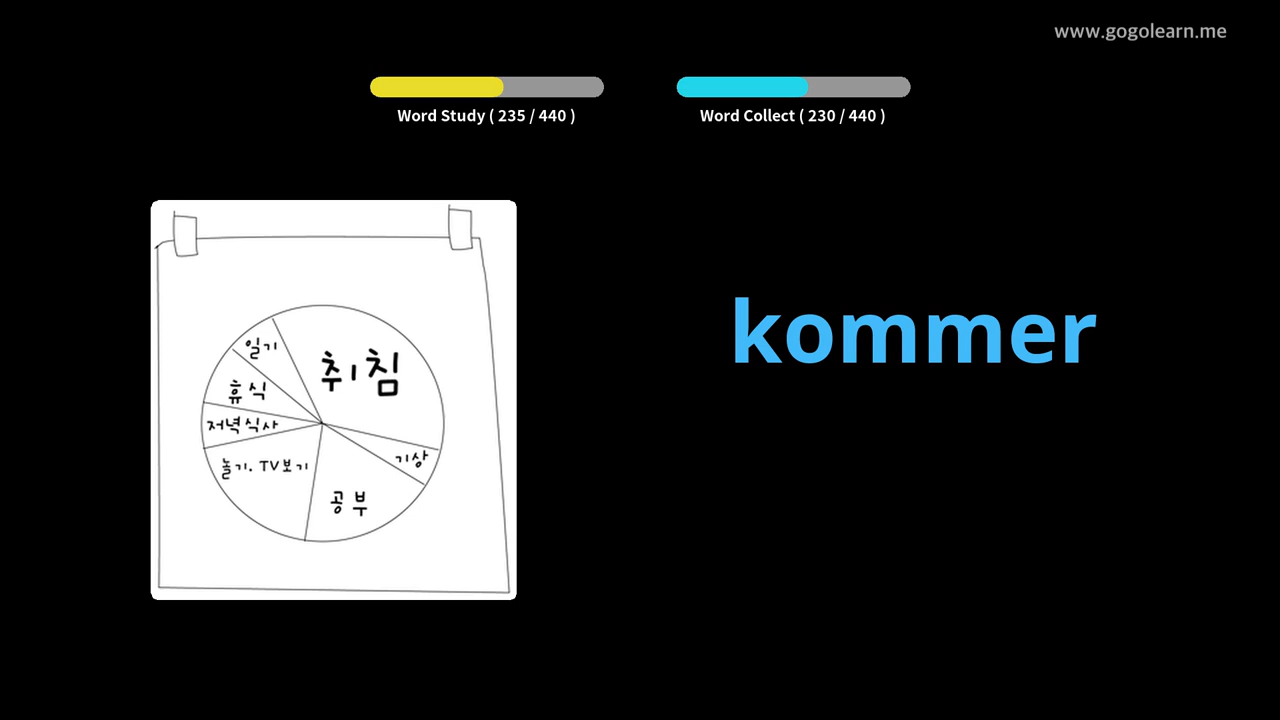 www.gogolearn.me
Word Study ( 235 / 440 )
Word Collect ( 230 / 440 )
일기
취침
휴식
저녁식사
놀기. TV보기
기상
공부
kommer